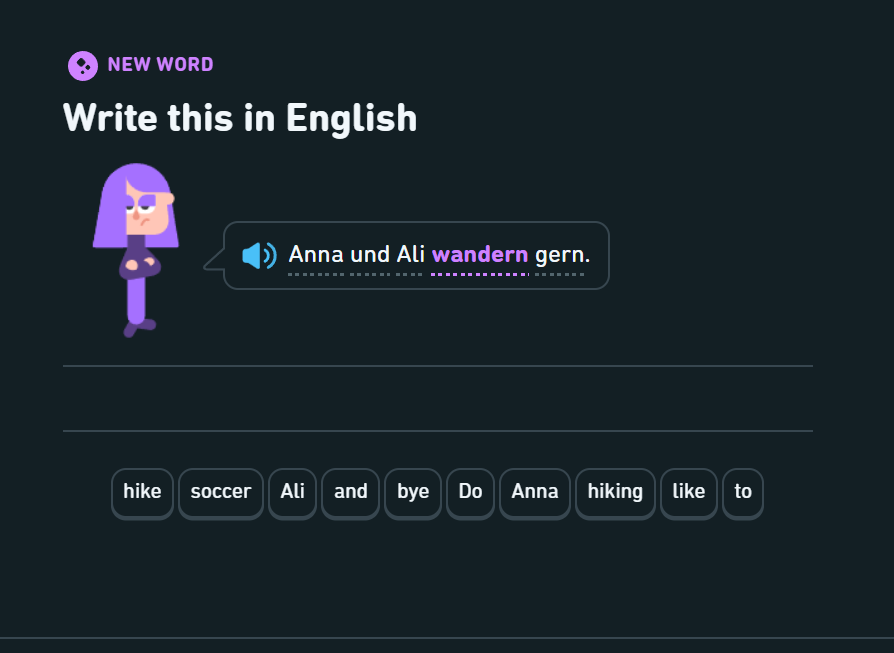 NEW WORD
Write this in English
Anna und Ali wandern gern.
hike soccer Ali and bye Do Anna hiking like to